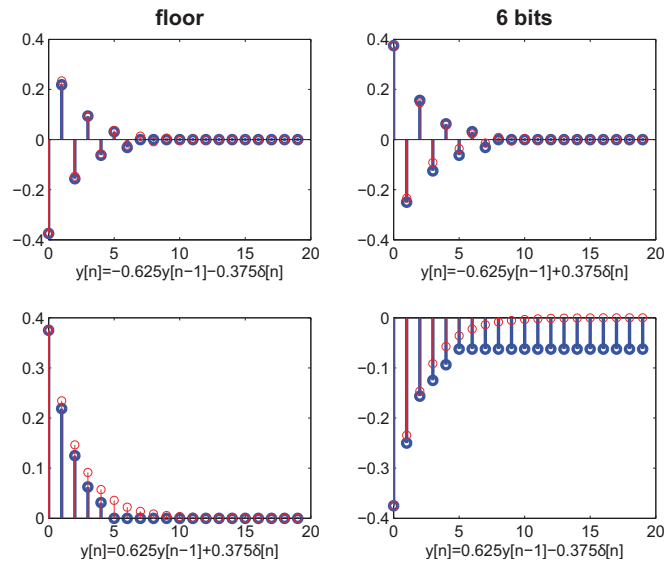 floor
6 bits
0.4
0.2
0
−0.2
−0.4
0 5 10 15 20
y[n]=−0.625y[n−1]−0.375δ[n]
0.4
0.2
0
−0.2
−0.4
0 5 10 15 20
y[n]=−0.625y[n−1]+0.375δ[n]
0.4
0.3
0.2
0.1
0
0 5 10 15 20
y[n]=0.625y[n−1]+0.375δ[n]
0
−0.1
−0.2
−0.3
−0.4
0 5 10 15 20
y[n]=0.625y[n−1]−0.375δ[n]